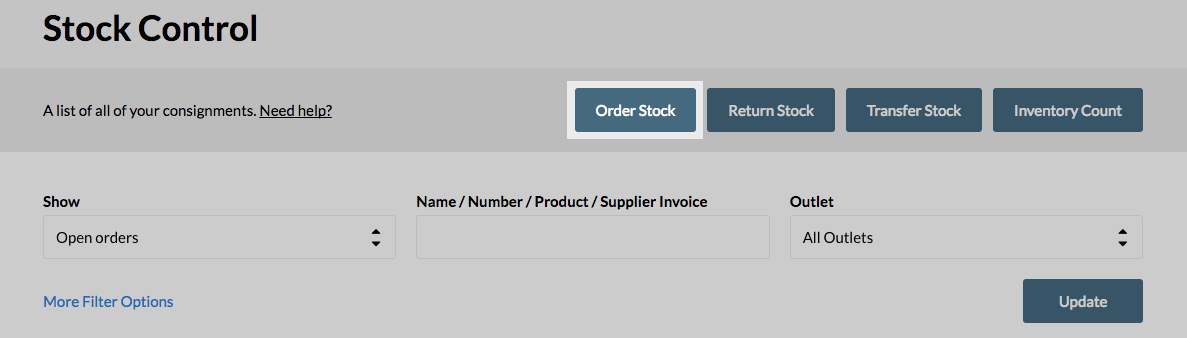 Stock Control
A list of all of your consignments. Need help?
Order Stock
Return Stock
Transfer Stock
Inventory Count
Show
Name / Number / Product / Supplier Invoice
Outlet
Open orders
All Outlets
More Filter Options
Update